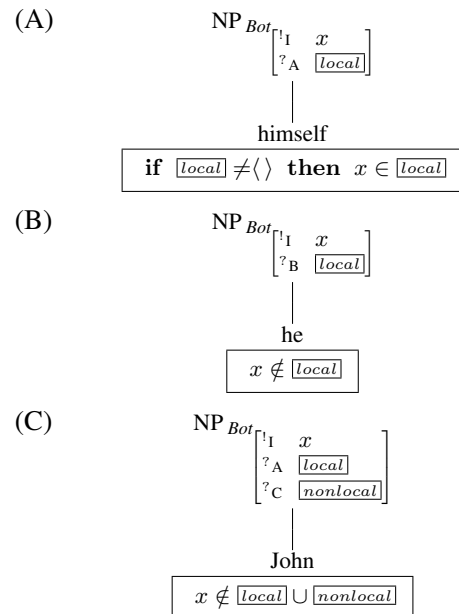 (A)
NP Bot [ !I x
?A local ]
himself
if local ≠⟨ ⟩ then x ∈ local
(B)
NP Bot [ !I x
?B local ]
he
x ∉ local
(C)
NP Bot [ !I x
?A local
?C nonlocal ]
John
x ∉ local ∪ nonlocal